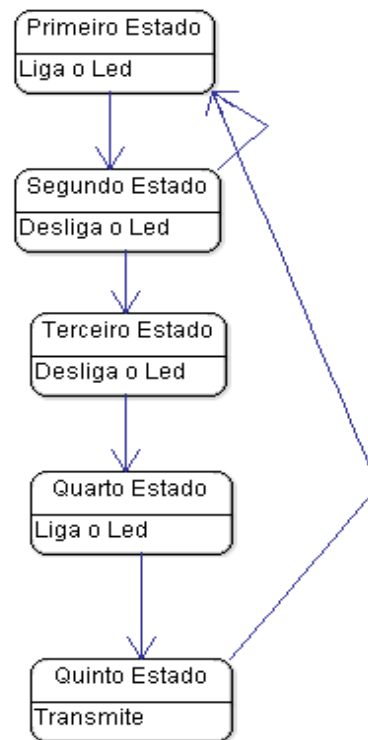 Primeiro Estado
Liga o Led
Segundo Estado
Desliga o Led
Terceiro Estado
Desliga o Led
Quarto Estado
Liga o Led
Quinto Estado
Transmite